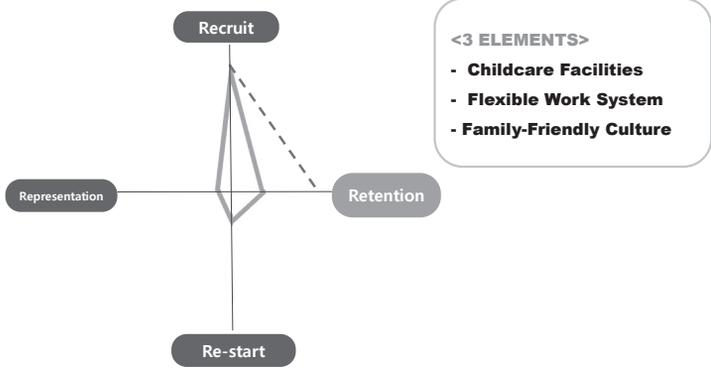 Recruit
<3 ELEMENTS>
- Childcare Facilities
- Flexible Work System
- Family-Friendly Culture
Representation
Retention
Re-start